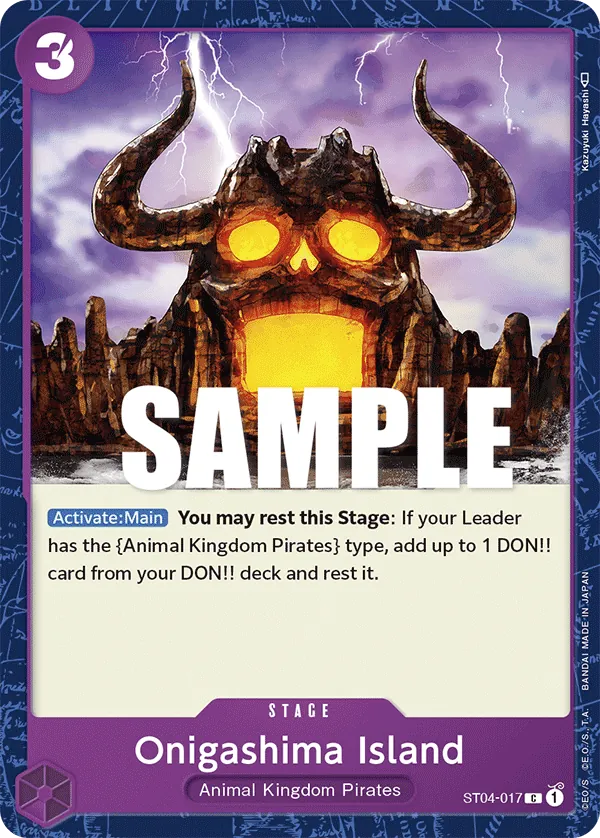 3
Kazuyuki Hayashi
SAMPLE
Activate:Main You may rest this Stage: If your Leader
has the {Animal Kingdom Pirates} type, add up to 1 DON!!
card from your DON!! deck and rest it.
©E.O/S. ©E.O./S., T.A. BANDAI MADE IN JAPAN
STAGE
Onigashima Island
Animal Kingdom Pirates
ST04-017 C 1